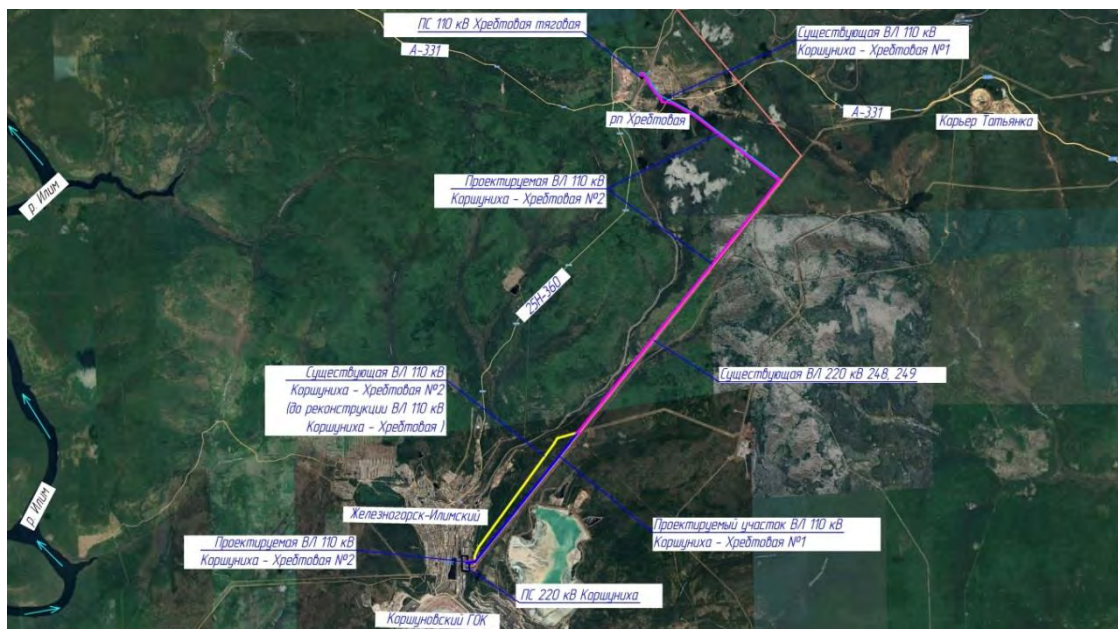 ПС 110 кВ Хребтовая тяговая
Существующая ВЛ 110 кВ
Коршуниха - Хребтовая №1
А-331
рп Хребтовая
А-331
Карьер Татьянка
р. Илим
Проектируемая ВЛ 110 кВ
Коршуниха - Хребтовая №2
25Н-360
Существующая ВЛ 110 кВ
Коршуниха - Хребтовая №2
(до реконструкции ВЛ 110 кВ
Коршуниха - Хребтовая )
Существующая ВЛ 220 кВ 248, 249
р. Илим
Железногорск-Илимский
Проектируемый участок ВЛ 110 кВ
Коршуниха - Хребтовая №1
Проектируемая ВЛ 110 кВ
Коршуниха - Хребтовая №2
ПС 220 кВ Коршуниха
Коршуновский ГОК